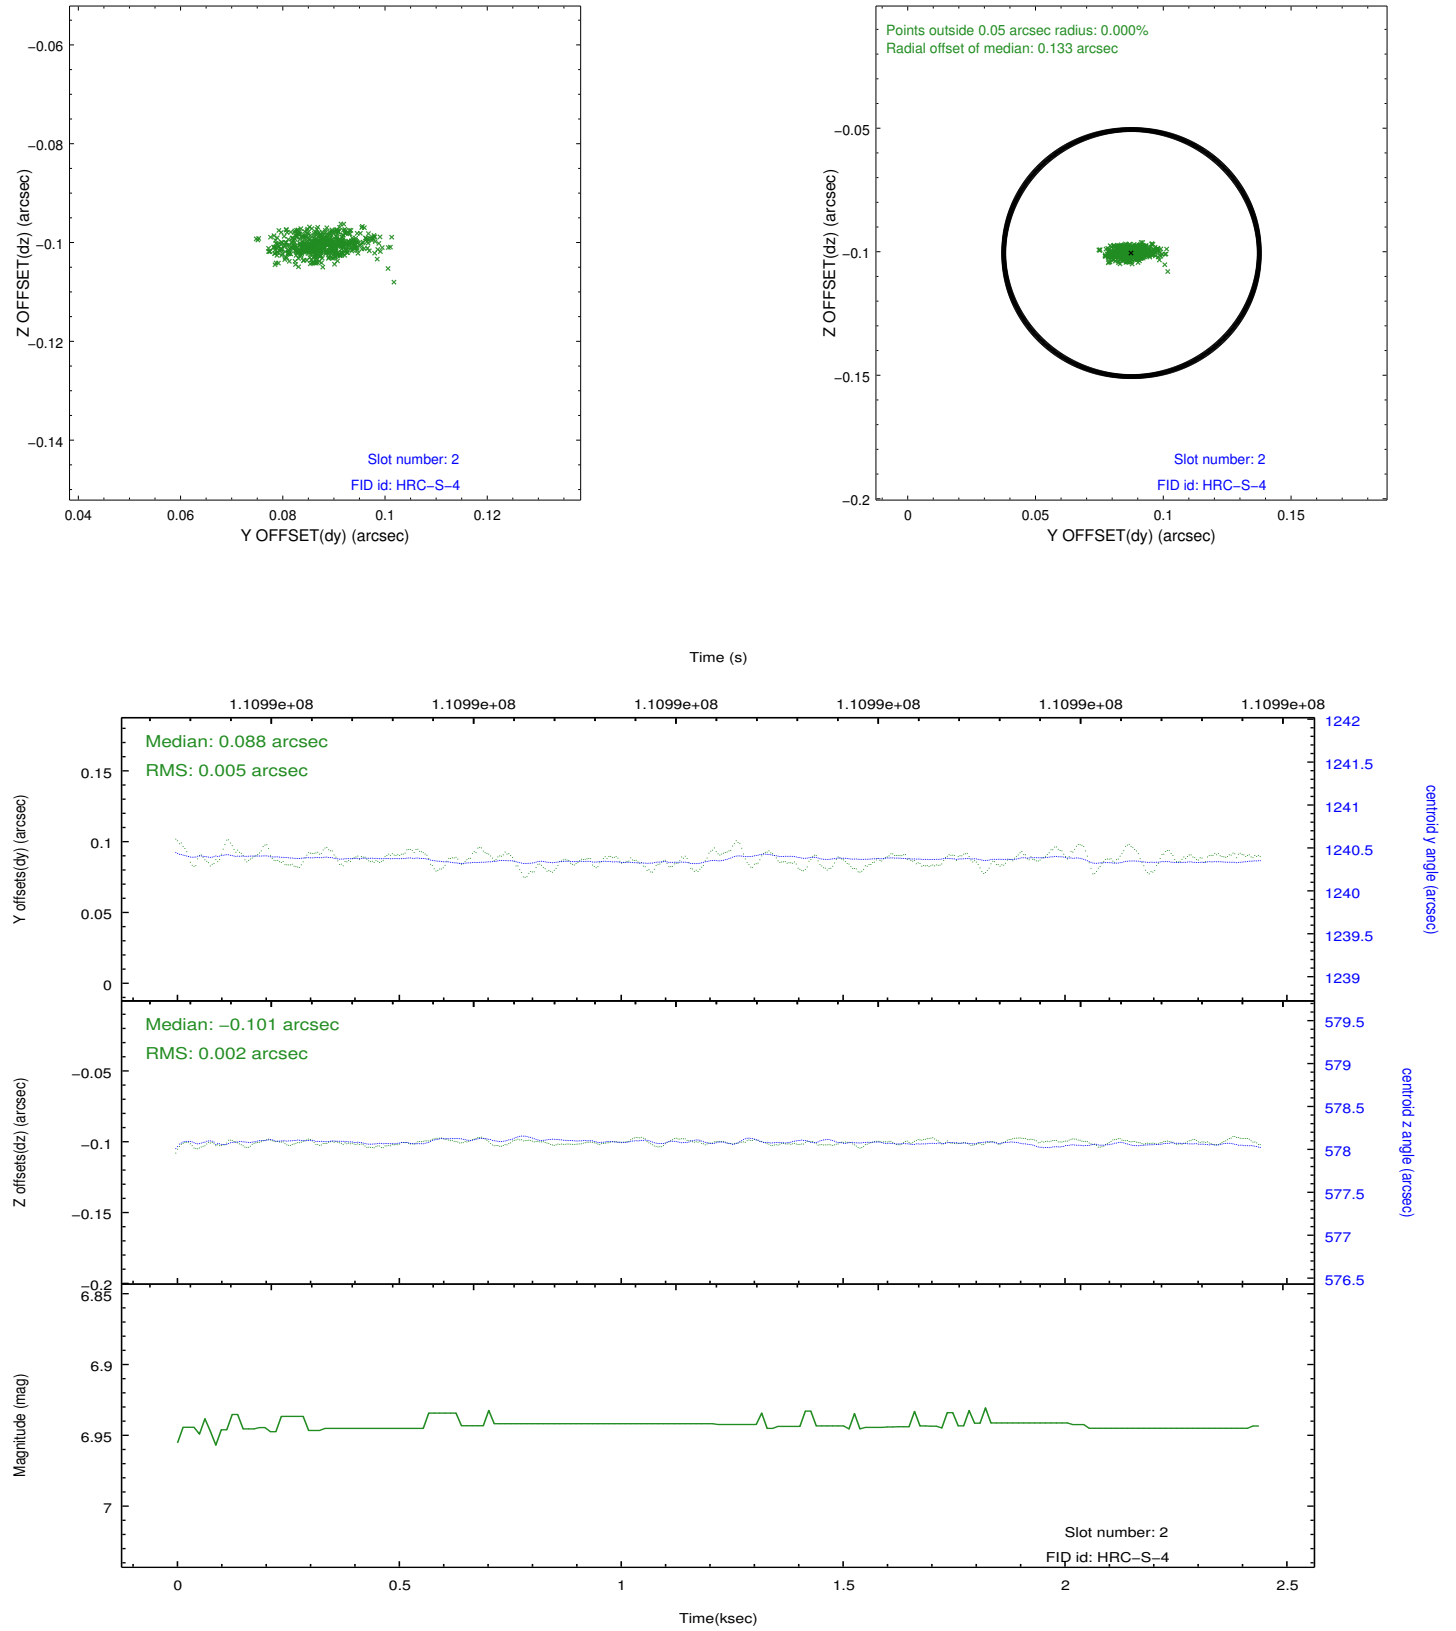 −0.06
−0.08
−0.1
−0.12
−0.14
Z OFFSET(dz) (arcsec)
Slot number: 2
FID id: HRC−S−4
0.04
0.06
0.08
0.1
0.12
Y OFFSET(dy) (arcsec)
Points outside 0.05 arcsec radius: 0.000%
Radial offset of median: 0.133 arcsec
−0.05
−0.1
−0.15
−0.2
Z OFFSET(dz) (arcsec)
Slot number: 2
FID id: HRC−S−4
0
0.05
0.1
0.15
Y OFFSET(dy) (arcsec)
Time (s)
1.1099e+08
1.1099e+08
1.1099e+08
1.1099e+08
1.1099e+08
1.1099e+08
Median: 0.088 arcsec
RMS: 0.005 arcsec
0.15
0.1
0.05
0
Y offsets(dy) (arcsec)
1242
1241.5
1241
1240.5
1240
1239.5
1239
centroid y angle (arcsec)
Median: −0.101 arcsec
RMS: 0.002 arcsec
−0.05
−0.1
−0.15
−0.2
Z offsets(dz) (arcsec)
579.5
579
578.5
578
577.5
577
576.5
centroid z angle (arcsec)
6.85
6.9
6.95
7
Magnitude (mag)
Slot number: 2
FID id: HRC−S−4
0
0.5
1
1.5
2
2.5
Time(ksec)